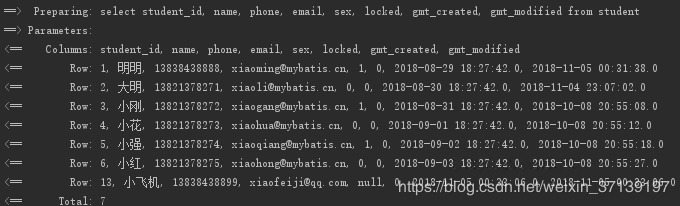 ==>  Preparing: select student_id, name, phone, email, sex, locked, gmt_created, gmt_modified from student
==> Parameters:
<==    Columns: student_id, name, phone, email, sex, locked, gmt_created, gmt_modified
<==        Row: 1, 明明, 13838438888, xiaoming@mybatis.cn, 1, 0, 2018-08-29 18:27:42.0, 2018-11-05 00:31:38.0
<==        Row: 2, 大明, 13821378271, xiaoli@mybatis.cn, 0, 0, 2018-08-30 18:27:42.0, 2018-11-04 23:07:02.0
<==        Row: 3, 小刚, 13821378272, xiaogang@mybatis.cn, 1, 0, 2018-08-31 18:27:42.0, 2018-10-08 20:55:08.0
<==        Row: 4, 小花, 13821378273, xiaohua@mybatis.cn, 0, 0, 2018-09-01 18:27:42.0, 2018-10-08 20:55:12.0
<==        Row: 5, 小强, 13821378274, xiaoqiang@mybatis.cn, 1, 0, 2018-09-02 18:27:42.0, 2018-10-08 20:55:18.0
<==        Row: 6, 小红, 13821378275, xiaohong@mybatis.cn, 0, 0, 2018-09-03 18:27:42.0, 2018-10-08 20:55:27.0
<==        Row: 13, 小飞机, 13838438899, xiaofeiji@qq.com, null, 0,
https://blog.csdn.net/weixin_37139197
<==      Total: 7